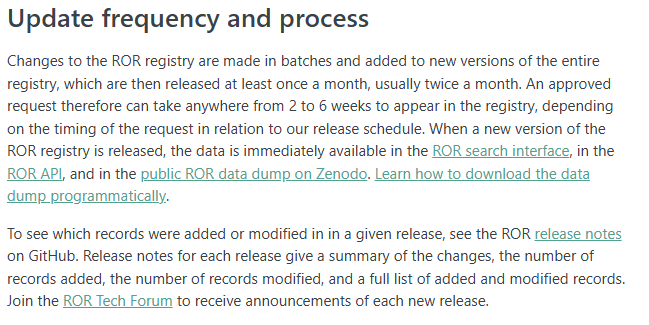 Update frequency and process
Changes to the ROR registry are made in batches and added to new versions of the entire
registry, which are then released at least once a month, usually twice a month. An approved
request therefore can take anywhere from 2 to 6 weeks to appear in the registry, depending
on the timing of the request in relation to our release schedule. When a new version of the
ROR registry is released, the data is immediately available in the ROR search interface, in the
ROR API, and in the public ROR data dump on Zenodo. Learn how to download the data
dump programmatically.
To see which records were added or modified in in a given release, see the ROR release notes
on GitHub. Release notes for each release give a summary of the changes, the number of
records added, the number of records modified, and a full list of added and modified records.
Join the ROR Tech Forum to receive announcements of each new release.